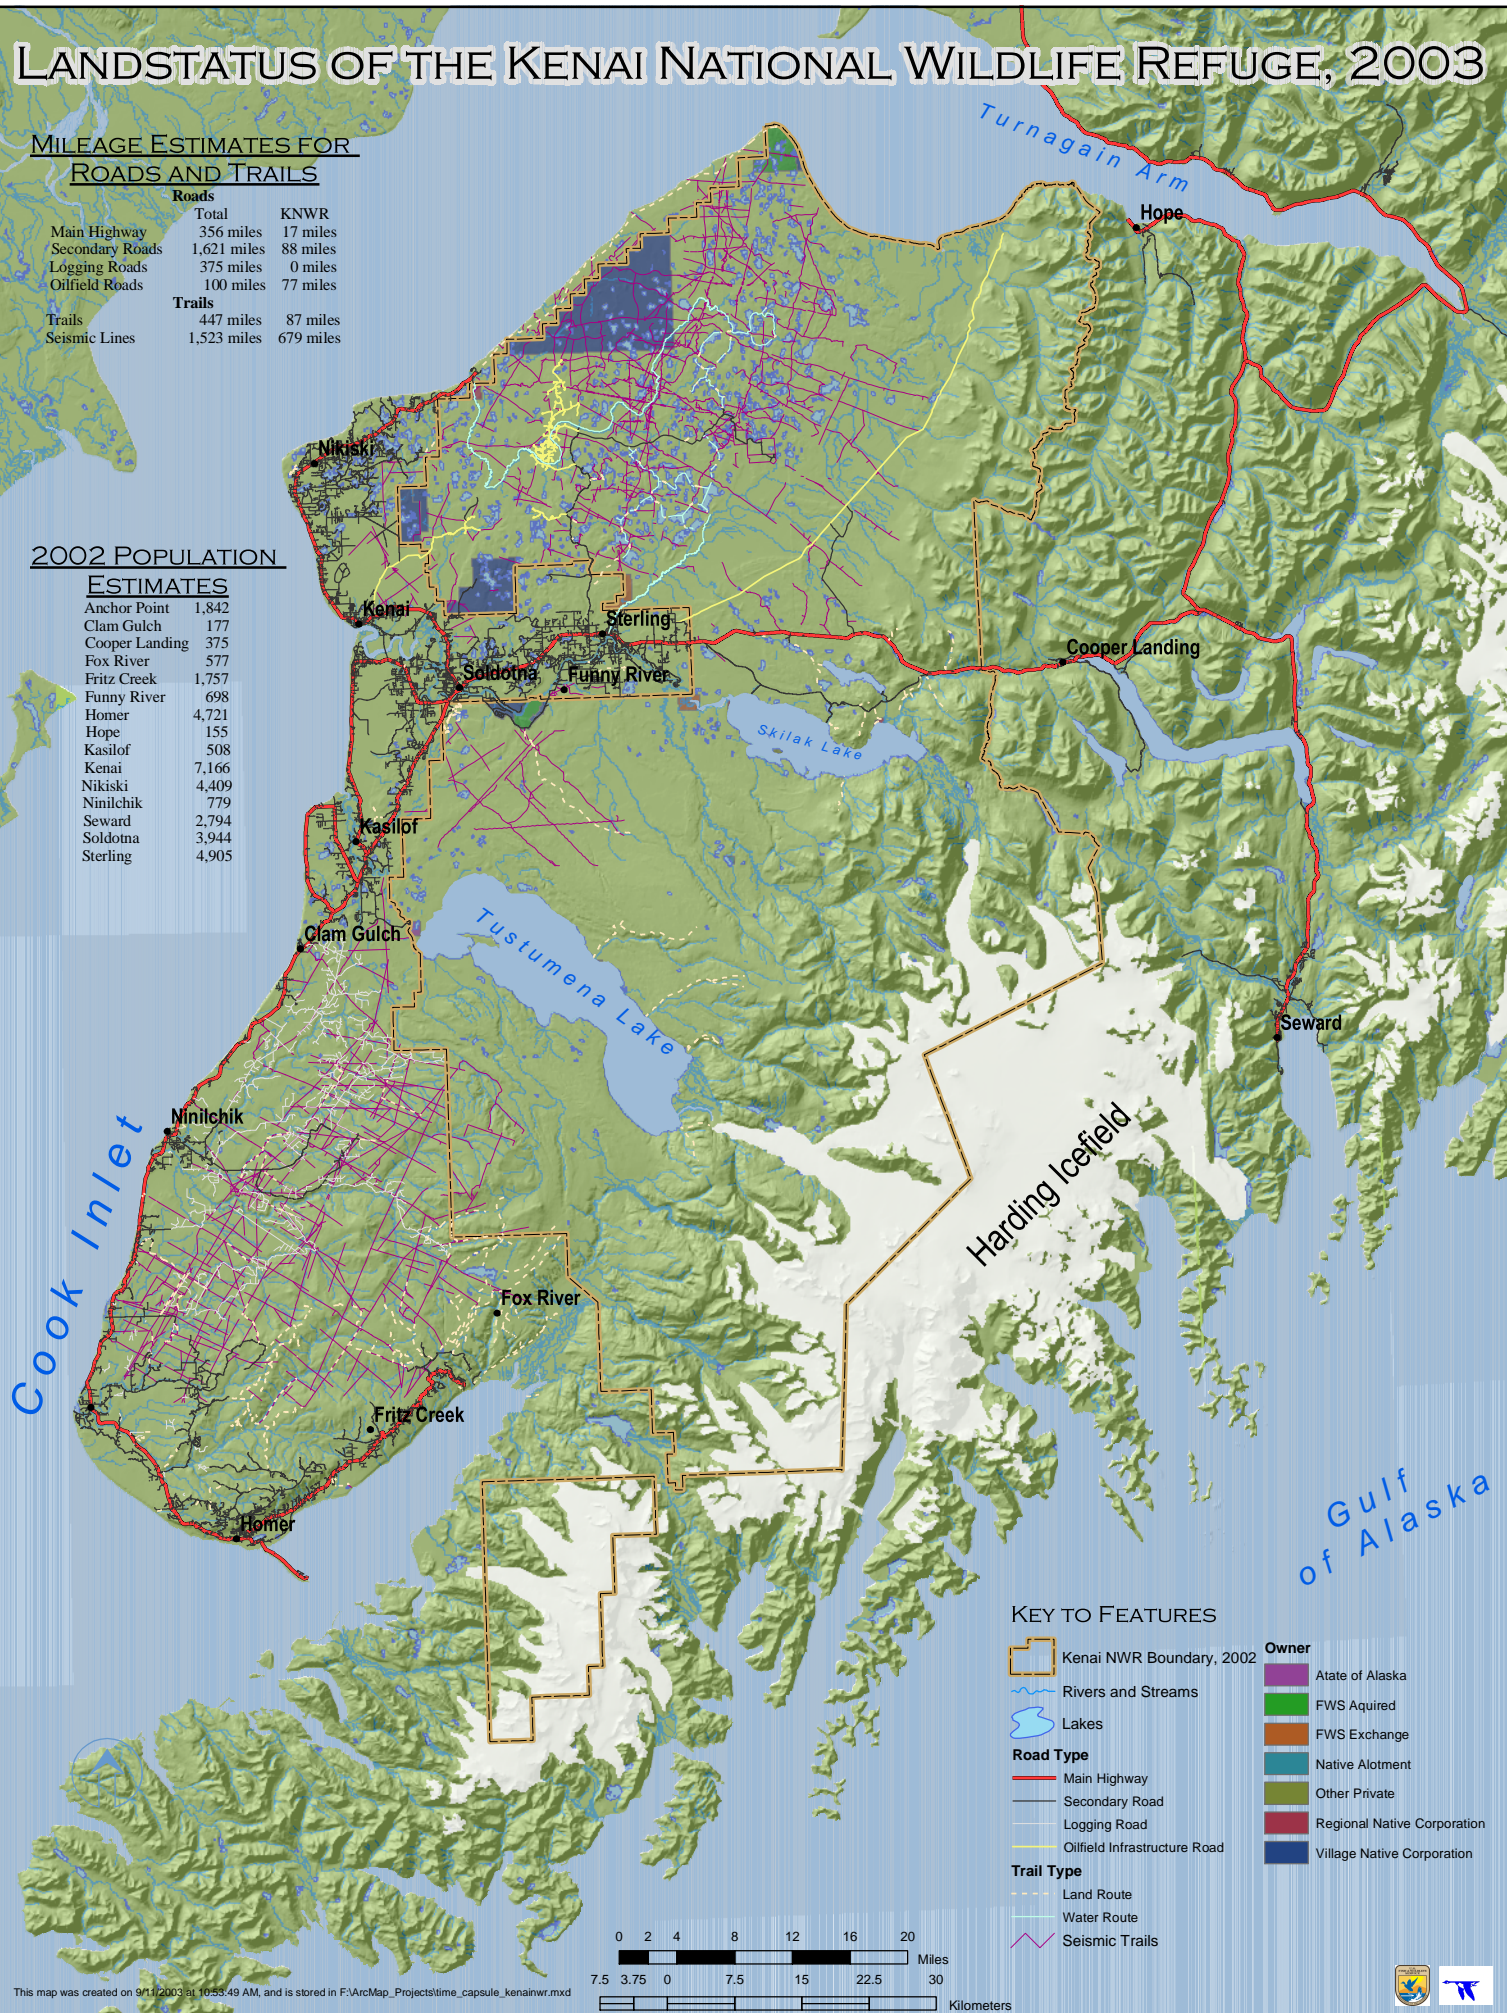 LANDSTATUS OF THE KENAI NATIONAL WILDLIFE REFUGE, 2003
MILEAGE ESTIMATES FOR
ROADS AND TRAILS
Roads
Total KNWR
Main Highway 356 miles 17 miles
Secondary Roads 1,621 miles 88 miles
Logging Roads 375 miles 0 miles
Oilfield Roads 100 miles 77 miles
Trails
Trails 447 miles 87 miles
Seismic Lines 1,523 miles 679 miles
2002 POPULATION
ESTIMATES
Anchor Point 1,842
Clam Gulch 177
Cooper Landing 375
Fox River 577
Fritz Creek 1,757
Funny River 698
Homer 4,721
Hope 155
Kasilof 508
Kenai 7,166
Nikiski 4,409
Ninilchik 779
Seward 2,794
Soldotna 3,944
Sterling 4,905
Turnagain Arm
Hope
Nikiski
Kenai
Sterling
Cooper Landing
Soldotna
Funny River
Skilak Lake
Kasilof
Clam Gulch
Tustumena Lake
Seward
Ninilchik
Cook Inlet
Harding Icefield
Fox River
Fritz Creek
Homer
Gulf
of Alaska
KEY TO FEATURES
Kenai NWR Boundary, 2002
Rivers and Streams
Lakes
Road Type
Main Highway
Secondary Road
Logging Road
Oilfield Infrastructure Road
Trail Type
Land Route
Water Route
Seismic Trails
Owner
Atate of Alaska
FWS Aquired
FWS Exchange
Native Alotment
Other Private
Regional Native Corporation
Village Native Corporation
0 2 4 8 12 16 20
Miles
7.5 3.75 0 7.5 15 22.5 30
Kilometers
This map was created on 9/11/2003 at 10:53:49 AM, and is stored in F:\ArcMap_Projects\time_capsule_kenainwr.mxd